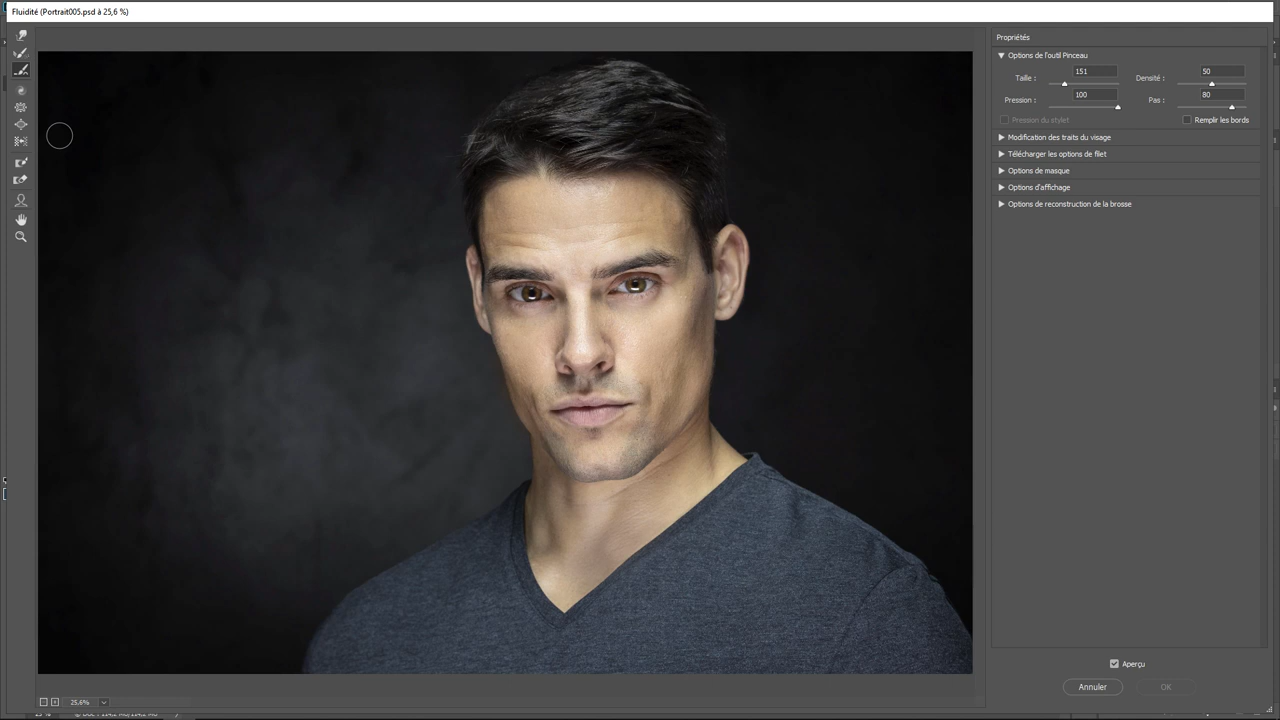 Fluidité (Portrait005.psd à 25,6 %)
Propriétés
Options de l'outil Pinceau
Taille : 151 Densité : 50
Pression : 100 Pas : 80
Pression du stylet Remplir les bords
Modification des traits du visage
Télécharger les options de filet
Options de masque
Options d'affichage
Options de reconstruction de la brosse
Aperçu
Annuler OK
25,6%